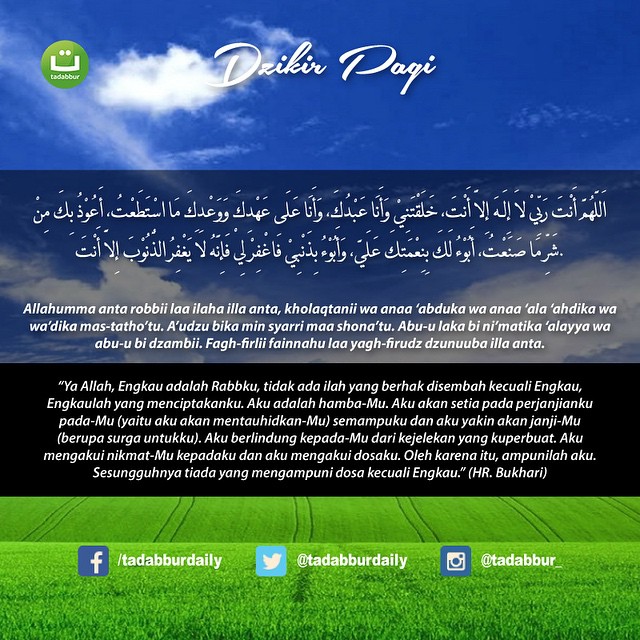 ت
tadabbur
Dzikir Pagi
اَللَّهُمَّ أَنْتَ رَبِّيْ لاَ إِلَـهَ إِلاَّ أَنْتَ، خَلَقْتَنِيْ وَأَنَا عَبْدُكَ، وَأَنَا عَلَى عَهْدِكَ وَوَعْدِكَ مَا اسْتَطَعْتُ، أَعُوْذُ بِكَ مِنْ
شَرِّ مَا صَنَعْتُ، أَبُوْءُ لَكَ بِنِعْمَتِكَ عَلَيَّ، وَأَبُوْءُ بِذَنْبِيْ فَاغْفِرْ لِيْ فَإِنَّهُ لاَ يَغْفِرُ الذُّنُوْبَ إِلاَّ أَنْتَ.
Allahumma anta robbii laa ilaha illa anta, kholaqtanii wa anaa ‘abduka wa anaa ‘ala ‘ahdika wa
wa’dika mas-tatho’tu. A’udzu bika min syarri maa shona’tu. Abu-u laka bi ni’matika ‘alayya wa
abu-u bi dzambii. Fagh-firlii fainnahu laa yagh-firudz dzunuuba illa anta.
“Ya Allah, Engkau adalah Rabbku, tidak ada ilah yang berhak disembah kecuali Engkau,
Engkaulah yang menciptakanku. Aku adalah hamba-Mu. Aku akan setia pada perjanjianku
pada-Mu (yaitu aku akan mentauhidkan-Mu) semampuku dan aku yakin akan janji-Mu
(berupa surga untukku). Aku berlindung kepada-Mu dari kejelekan yang kuperbuat. Aku
mengakui nikmat-Mu kepadaku dan aku mengakui dosaku. Oleh karena itu, ampunilah aku.
Sesungguhnya tiada yang mengampuni dosa kecuali Engkau.” (HR. Bukhari)
f /tadabburdaily @tadabburdaily @tadabbur_